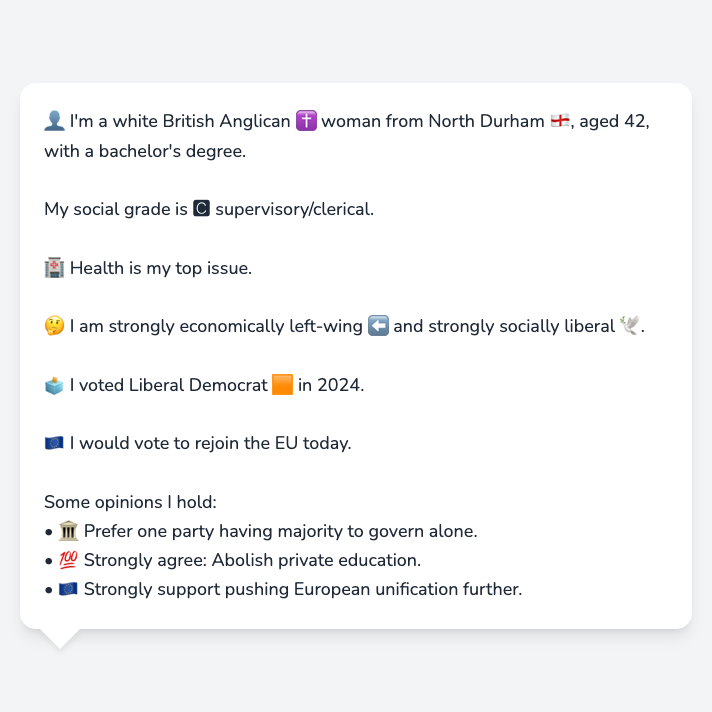 👤 I'm a white British Anglican ✝️ woman from North Durham 🏴󠁧󠁢󠁥󠁮󠁧󠁿, aged 42,
with a bachelor's degree.
My social grade is 🅲 supervisory/clerical.
🏥 Health is my top issue.
🤔 I am strongly economically left-wing ⬅️ and strongly socially liberal 🕊️.
🗳️ I voted Liberal Democrat 🟧 in 2024.
🇪🇺 I would vote to rejoin the EU today.
Some opinions I hold:
• 🏛️ Prefer one party having majority to govern alone.
• 💯 Strongly agree: Abolish private education.
• 🇪🇺 Strongly support pushing European unification further.